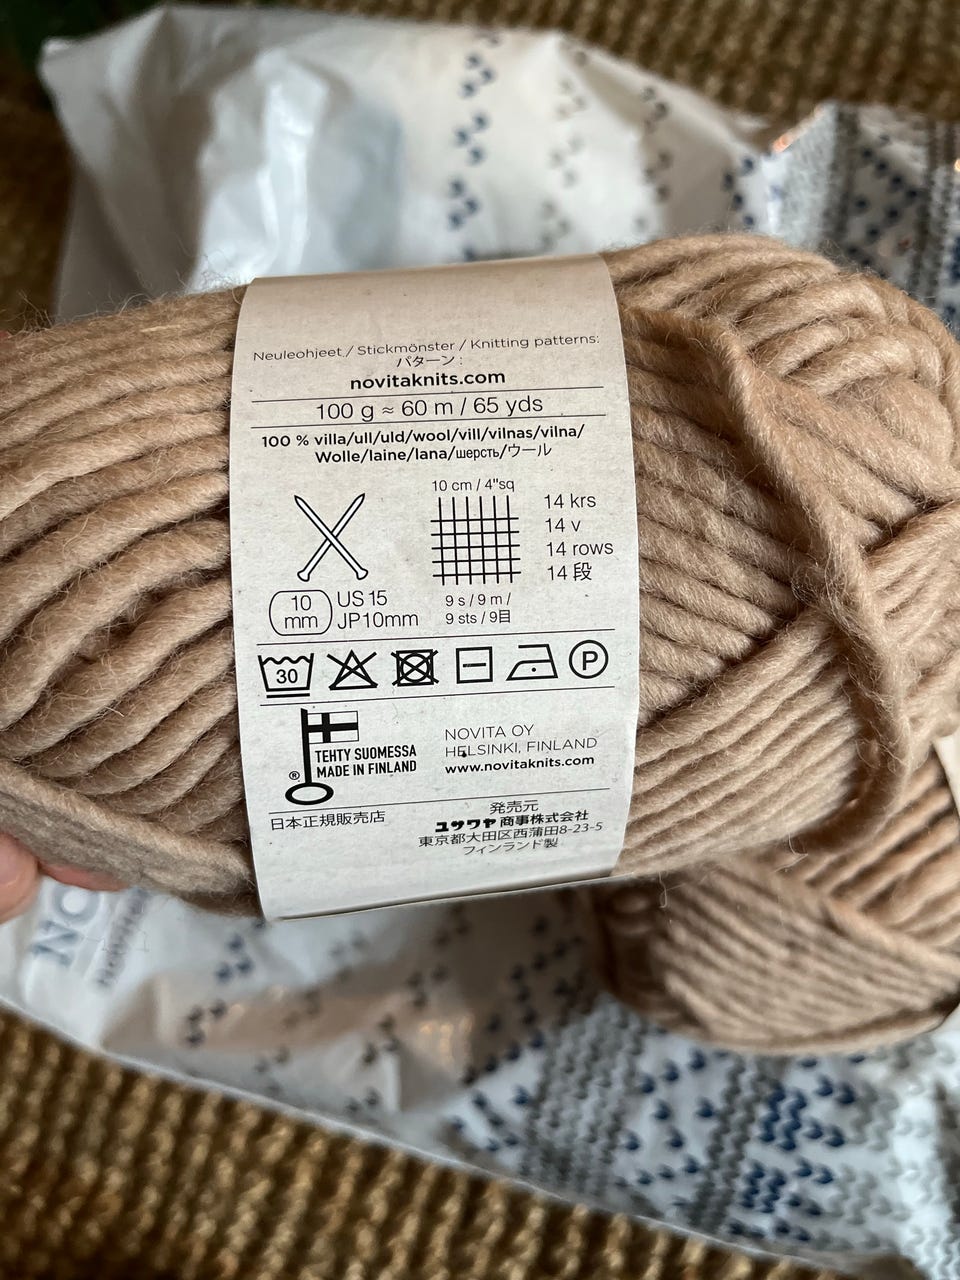 Neuleohjeet / Stickmönster / Knitting patterns:
パターン :
novitaknits.com
100 g ≈ 60 m / 65 yds
100 % villa/ull/uld/wool/vill/vilnas/vilna/
Wolle/laine/lana/шерсть/ウール
10 cm / 4"sq
14 krs
14 v
14 rows
14 段
10
mm
US 15
JP10mm
9 s / 9 m /
9 sts / 9目
30
P
TEHTY SUOMESSA
® MADE IN FINLAND
NOVITA OY
HELSINKI, FINLAND
www.novitaknits.com
日本正規販売店
発売元
ユザワヤ 商事株式会社
東京都大田区西蒲田8-23-5
フィンランド製
NO